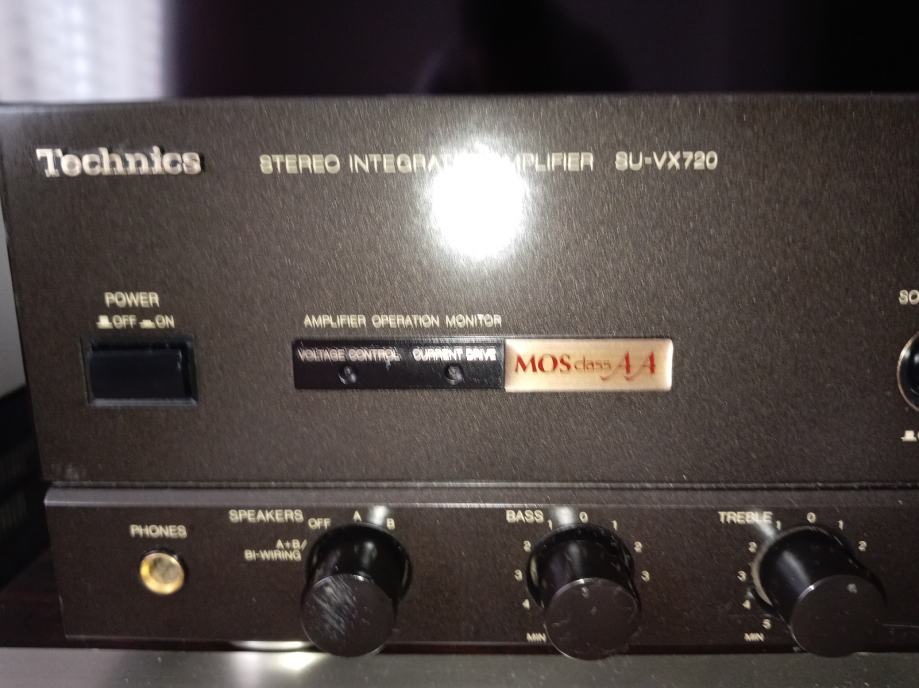 Technics
STEREO INTEGRAT MPLIFIER SU-VX720
POWER
OFF ON
AMPLIFIER OPERATION MONITOR
VOLTAGE CONTROL CURRENT DRIVE
MOS class AA
SO
PHONES
SPEAKERS OFF A B
A+B/
BI-WIRING
BASS 1 0 1
2 2
3 3
4
MIN
TREBLE 1 0 1
2 2
3
4
5
MIN